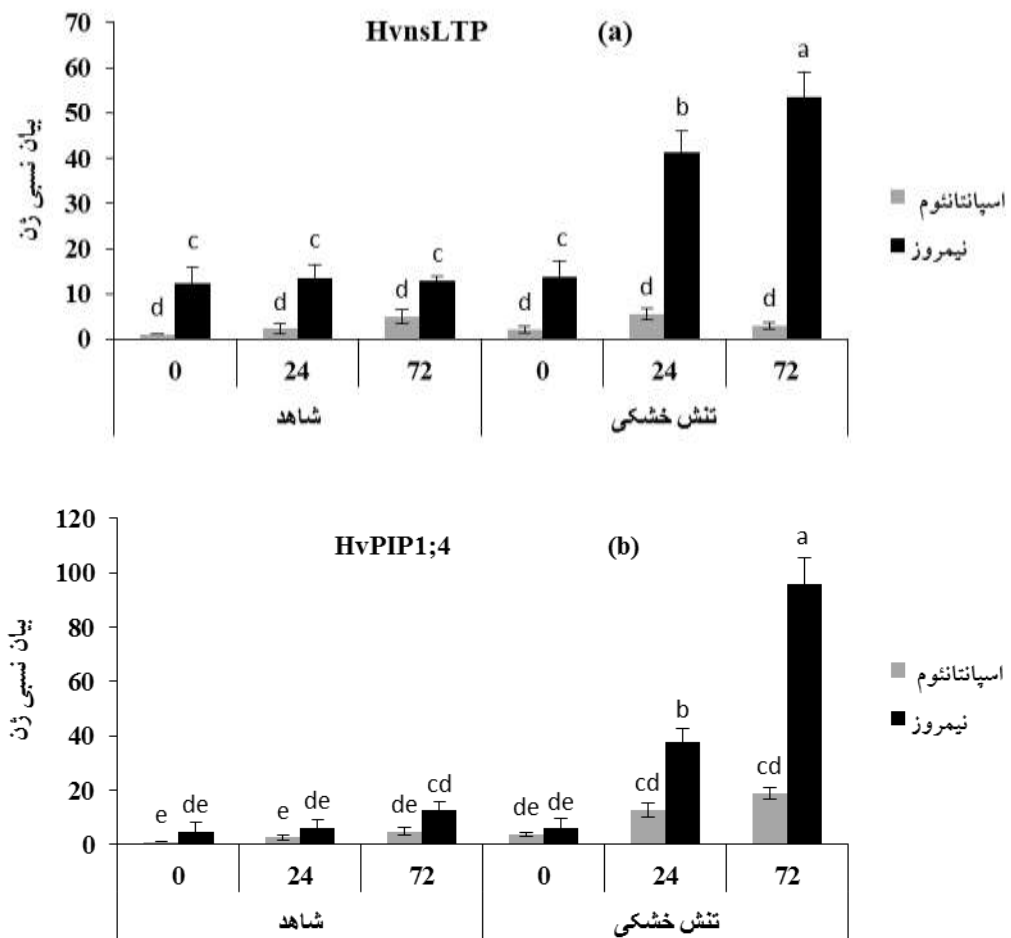 HvnsLTP (a)
70
60
50
40
30
20
10
0
بیان نسبی ژن
d c d c d c d c d b d a
0 24 72 0 24 72
شاهد تنش خشکی
اسپانتانئوم
نیمروز
HvPIP1;4 (b)
120
100
80
60
40
20
0
بیان نسبی ژن
e de e de de cd de de cd b cd a
0 24 72 0 24 72
شاهد تنش خشکی
اسپانتانئوم
نیمروز